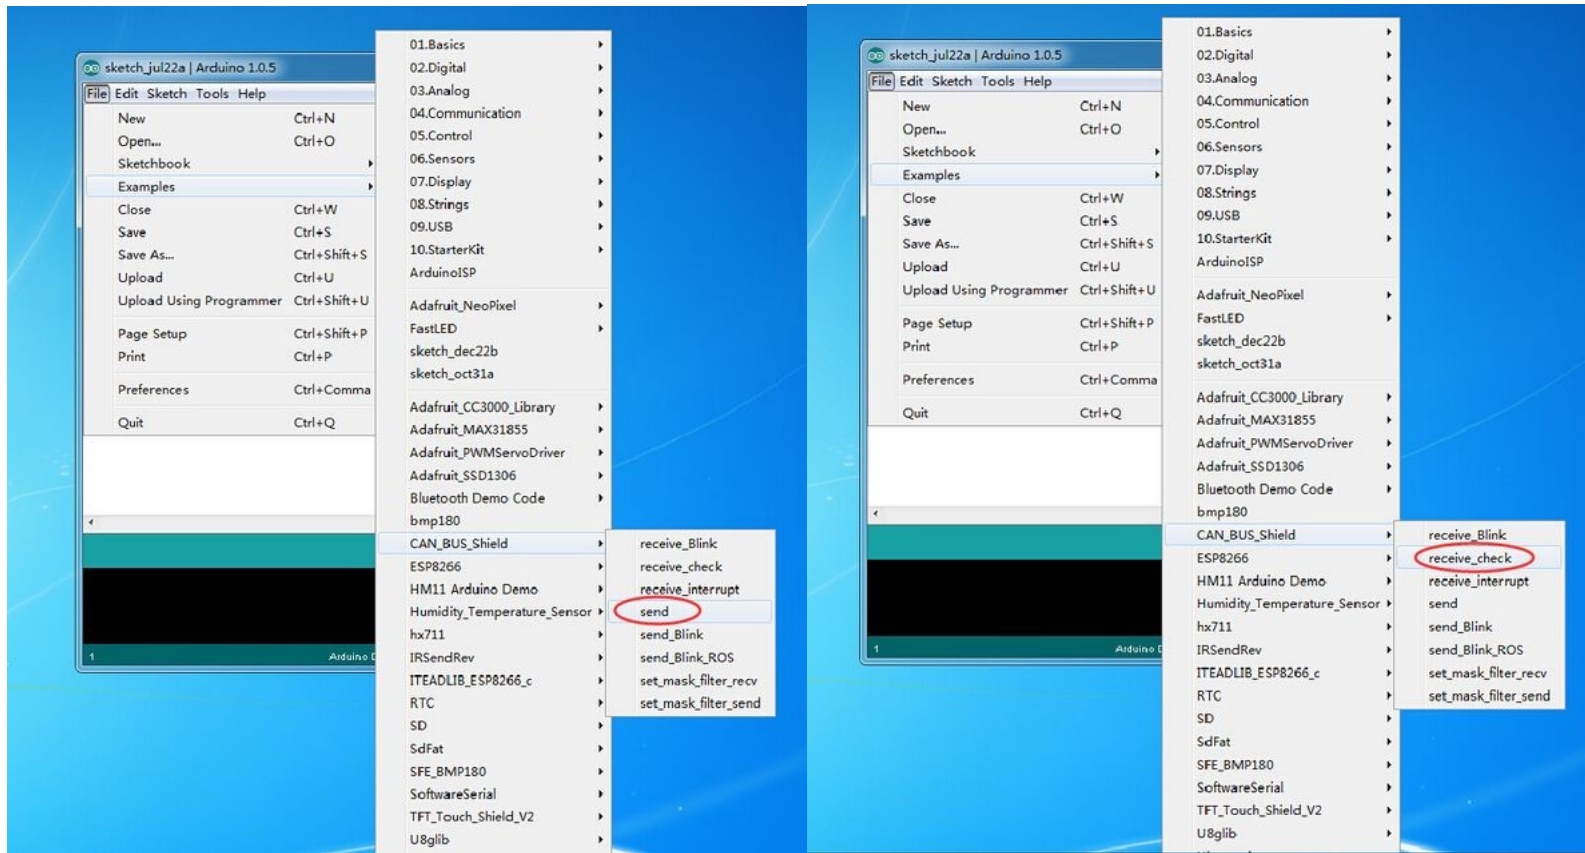 sketch_jul22a | Arduino 1.0.5
File Edit Sketch Tools Help
New Ctrl+N
Open... Ctrl+O
Sketchbook
Examples
Close Ctrl+W
Save Ctrl+S
Save As... Ctrl+Shift+S
Upload Ctrl+U
Upload Using Programmer Ctrl+Shift+U
Page Setup Ctrl+Shift+P
Print Ctrl+P
Preferences Ctrl+Comma
Quit Ctrl+Q
1
Arduino
01.Basics
02.Digital
03.Analog
04.Communication
05.Control
06.Sensors
07.Display
08.Strings
09.USB
10.StarterKit
ArduinoISP
Adafruit_NeoPixel
FastLED
sketch_dec22b
sketch_oct31a
Adafruit_CC3000_Library
Adafruit_MAX31855
Adafruit_PWMServoDriver
Adafruit_SSD1306
Bluetooth Demo Code
bmp180
CAN_BUS_Shield
ESP8266
HM11 Arduino Demo
Humidity_Temperature_Sensor
hx711
IRSendRev
ITEADLIB_ESP8266_c
RTC
SD
SdFat
SFE_BMP180
SoftwareSerial
TFT_Touch_Shield_V2
U8glib
receive_Blink
receive_check
receive_interrupt
send
send_Blink
send_Blink_ROS
set_mask_filter_recv
set_mask_filter_send
sketch_jul22a | Arduino 1.0.5
File Edit Sketch Tools Help
New Ctrl+N
Open... Ctrl+O
Sketchbook
Examples
Close Ctrl+W
Save Ctrl+S
Save As... Ctrl+Shift+S
Upload Ctrl+U
Upload Using Programmer Ctrl+Shift+U
Page Setup Ctrl+Shift+P
Print Ctrl+P
Preferences Ctrl+Comma
Quit Ctrl+Q
1
Arduino
01.Basics
02.Digital
03.Analog
04.Communication
05.Control
06.Sensors
07.Display
08.Strings
09.USB
10.StarterKit
ArduinoISP
Adafruit_NeoPixel
FastLED
sketch_dec22b
sketch_oct31a
Adafruit_CC3000_Library
Adafruit_MAX31855
Adafruit_PWMServoDriver
Adafruit_SSD1306
Bluetooth Demo Code
bmp180
CAN_BUS_Shield
ESP8266
HM11 Arduino Demo
Humidity_Temperature_Sensor
hx711
IRSendRev
ITEADLIB_ESP8266_c
RTC
SD
SdFat
SFE_BMP180
SoftwareSerial
TFT_Touch_Shield_V2
U8glib
receive_Blink
receive_check
receive_interrupt
send
send_Blink
send_Blink_ROS
set_mask_filter_recv
set_mask_filter_send